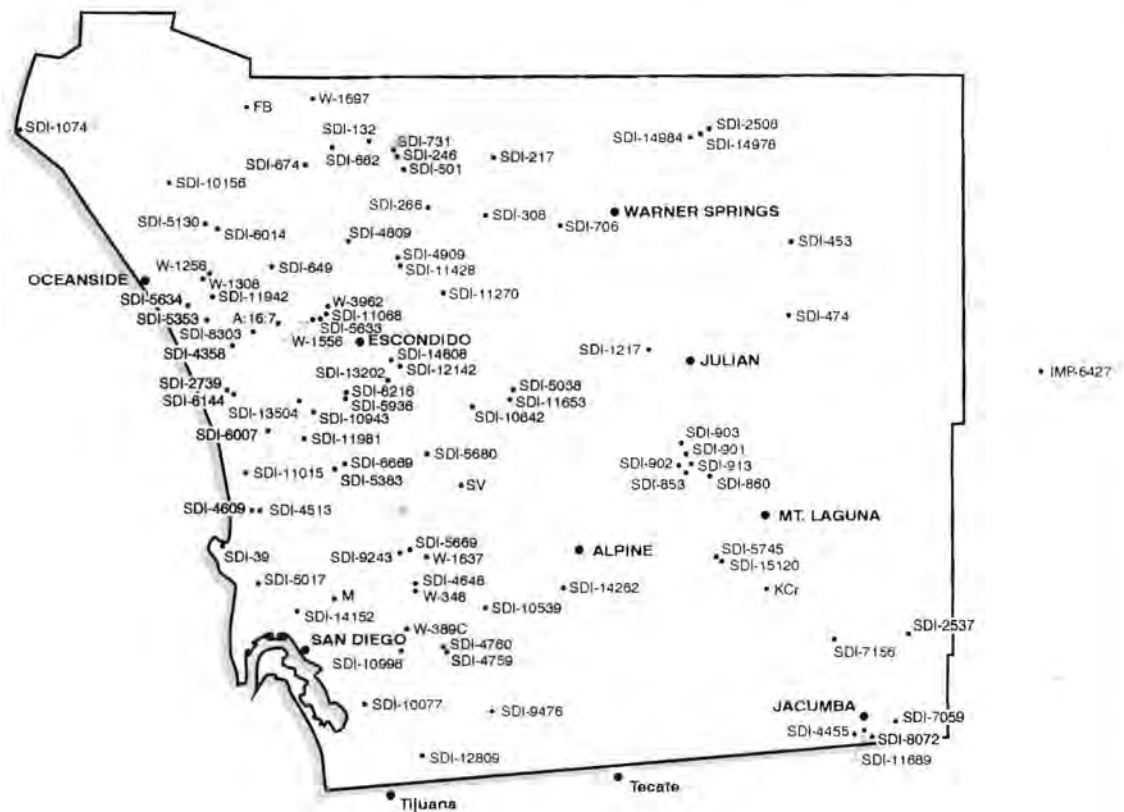 FB
W-1697
SDI-1074
SDI-132
SDI-731
SDI-2508
SDI-14984
SDI-14978
SDI-682
SDI-246
SDI-217
SDI-674
SDI-501
SDI-10156
SDI-266
SDI-308
WARNER SPRINGS
SDI-5130
SDI-6014
SDI-706
SDI-4809
SDI-453
SDI-4909
SDI-649
SDI-11428
W-1256
OCEANSIDE
W-1308
SDI-11270
SDI-11942
SDI-5634
W-3962
SDI-474
SDI-11068
SDI-5353
A:16:7
SDI-5633
SDI-8303
W-1556
ESCONDIDO
SDI-4358
SDI-1217
SDI-14608
JULIAN
SDI-12142
IMP-6427
SDI-13202
SDI-2739
SDI-5038
SDI-6216
SDI-6144
SDI-11653
SDI-5936
SDI-13504
SDI-10842
SDI-10943
SDI-6007
SDI-11981
SDI-903
SDI-901
SDI-5680
SDI-902
SDI-913
SDI-6669
SDI-11015
SDI-5383
SDI-853
SDI-860
SV
SDI-4609
SDI-4513
MT. LAGUNA
SDI-39
SDI-5669
SDI-9243
ALPINE
W-1637
SDI-5745
SDI-15120
SDI-5017
SDI-4648
SDI-14262
KCr
W-348
M
SDI-10539
SDI-14152
W-389C
SDI-2537
SAN DIEGO
SDI-4760
SDI-7156
SDI-10998
SDI-4759
JACUMBA
SDI-10077
SDI-9476
SDI-7059
SDI-4455
SDI-8072
SDI-12809
SDI-11689
Tecate
Tijuana